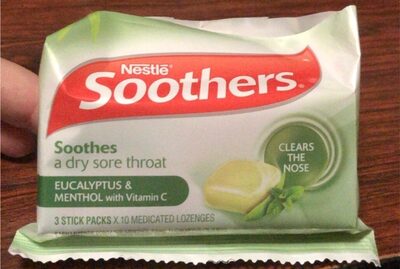 Nestlé
Soothers®
Soothes
a dry sore throat
CLEARS
THE
NOSE
EUCALYPTUS &
MENTHOL with Vitamin C
3 STICK PACKS X 10 MEDICATED LOZENGES